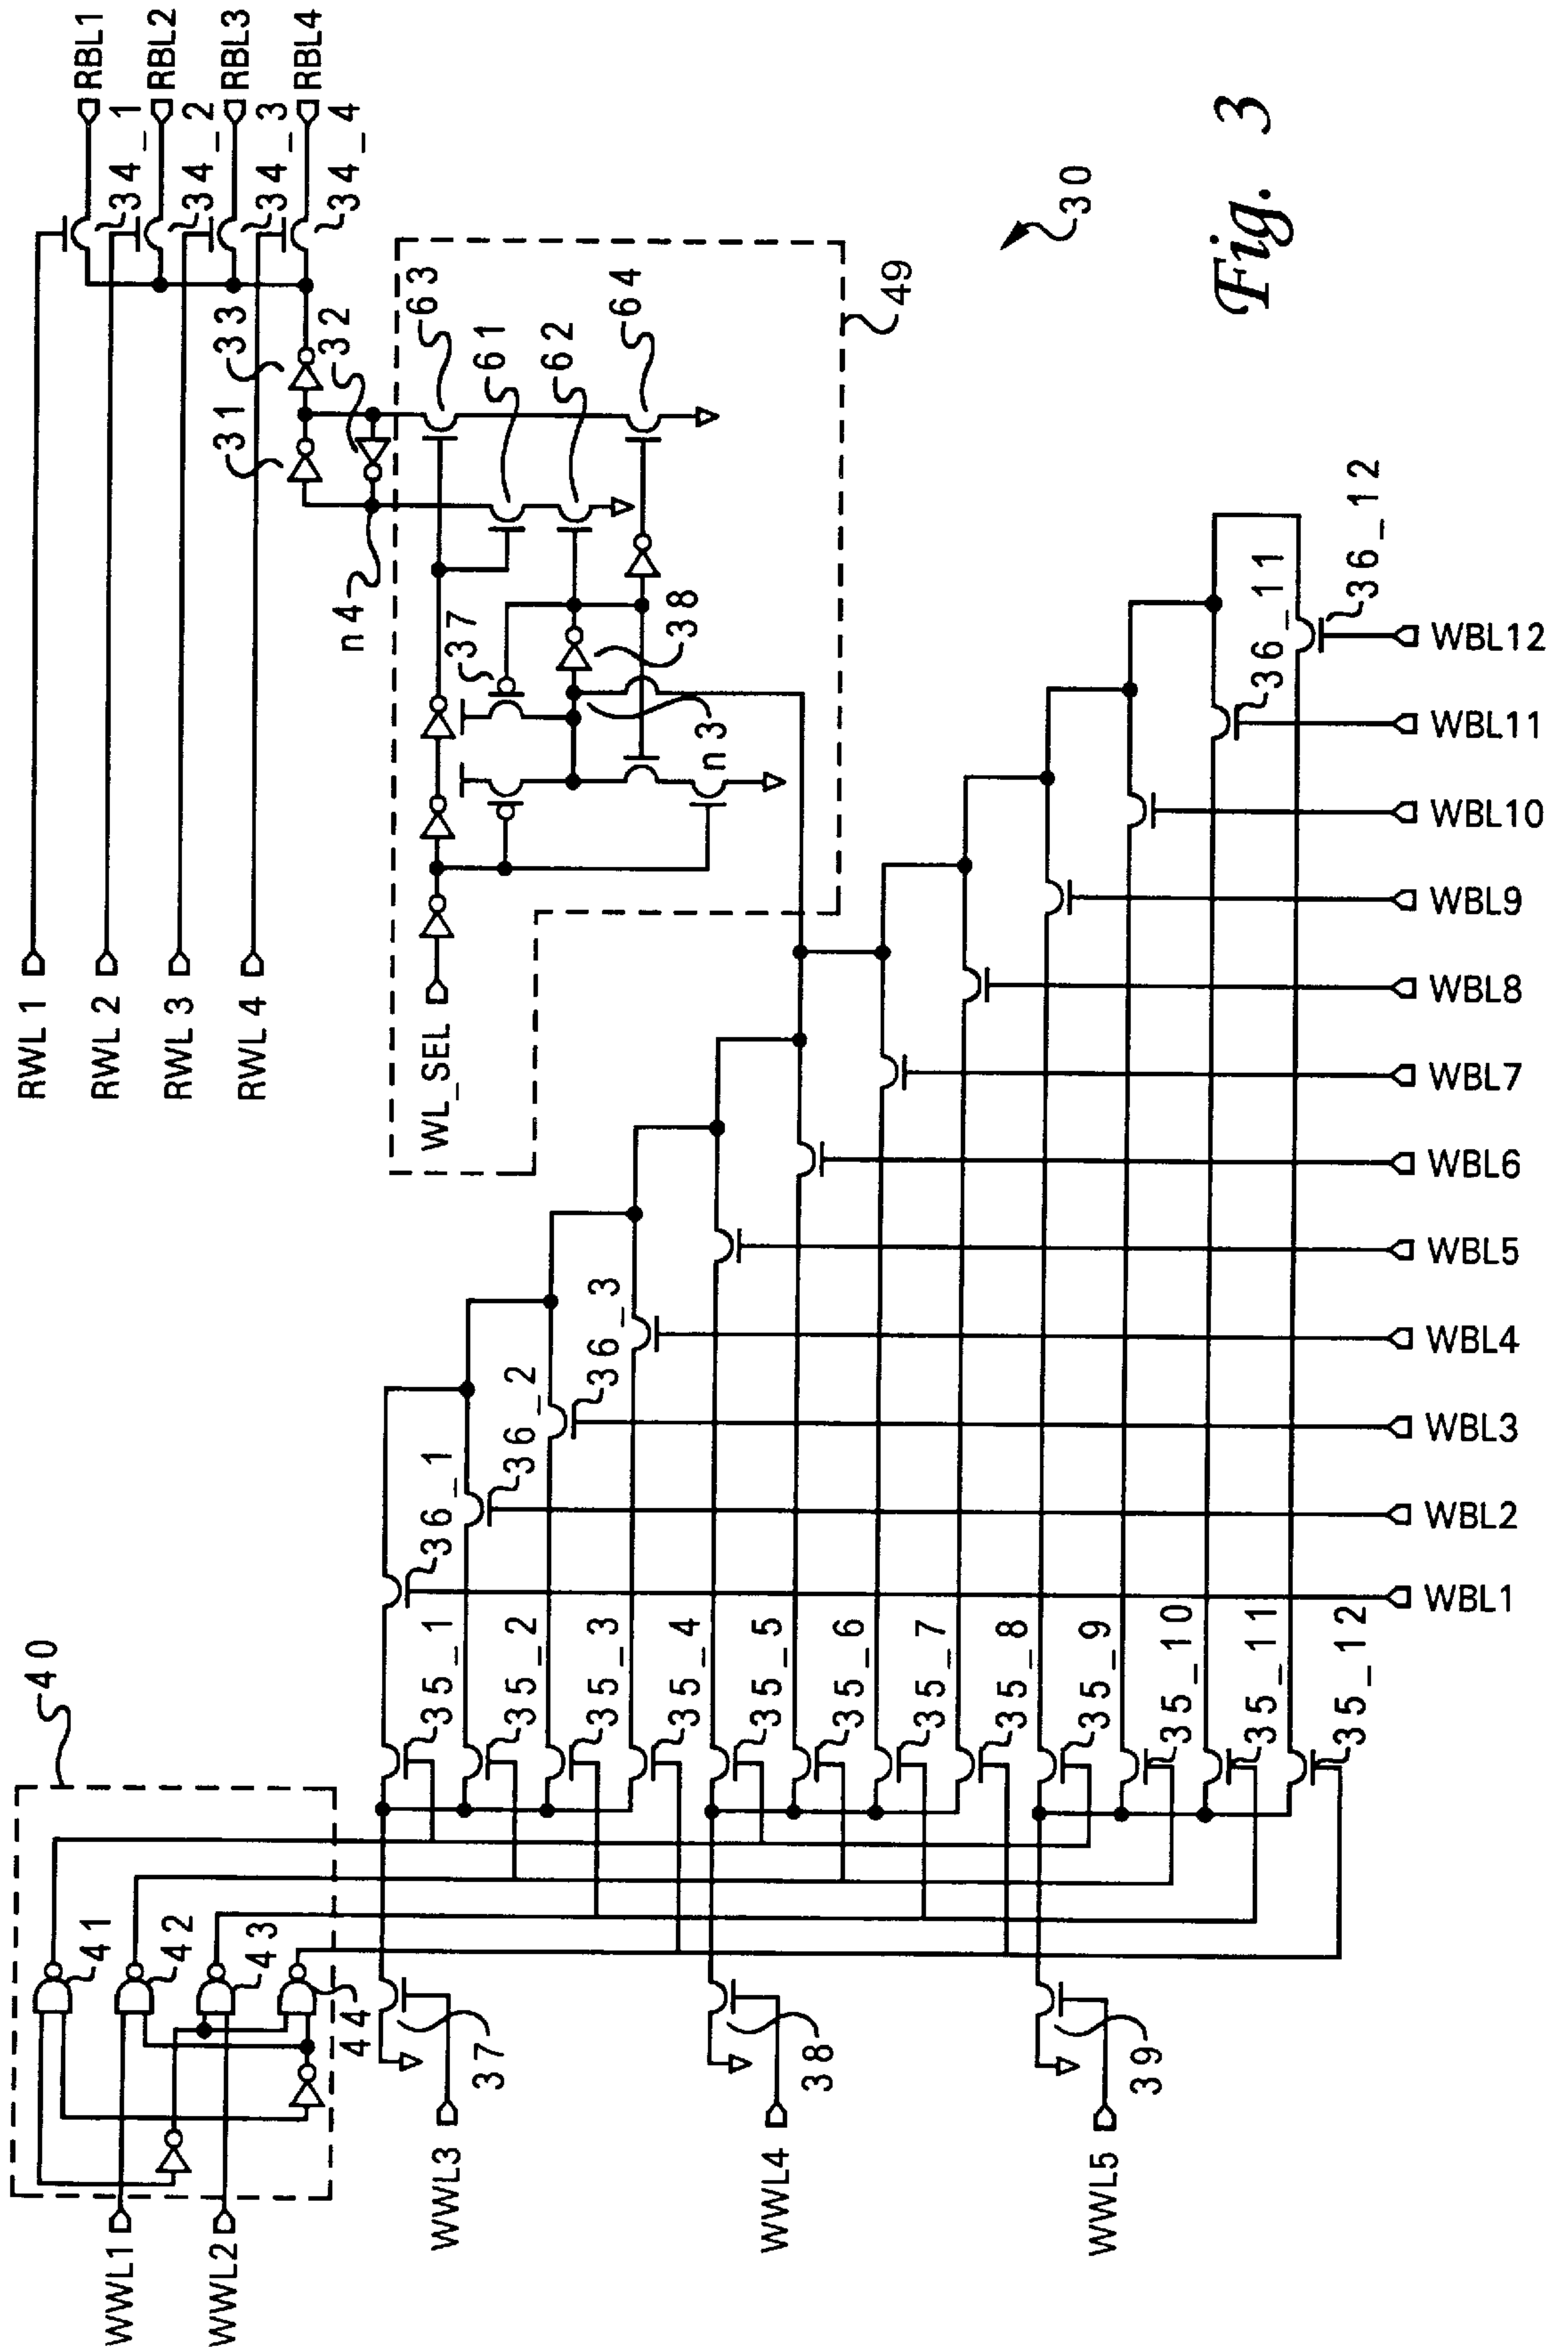 RBL1
RBL2
RBL3
RBL4
34_1
34_2
34_3
34_4
RWL 1
RWL 2
RWL 3
RWL 4
31
33
32
n4
63
61
62
64
37
38
n3
49
WL_SEL
30
Fig. 3
40
41
42
43
44
WWL1
WWL2
WWL3
WWL4
WWL5
37
38
39
35_1
35_2
35_3
35_4
35_5
35_6
35_7
35_8
35_9
35_10
35_11
35_12
36_1
36_2
36_3
36_11
36_12
WBL1
WBL2
WBL3
WBL4
WBL5
WBL6
WBL7
WBL8
WBL9
WBL10
WBL11
WBL12